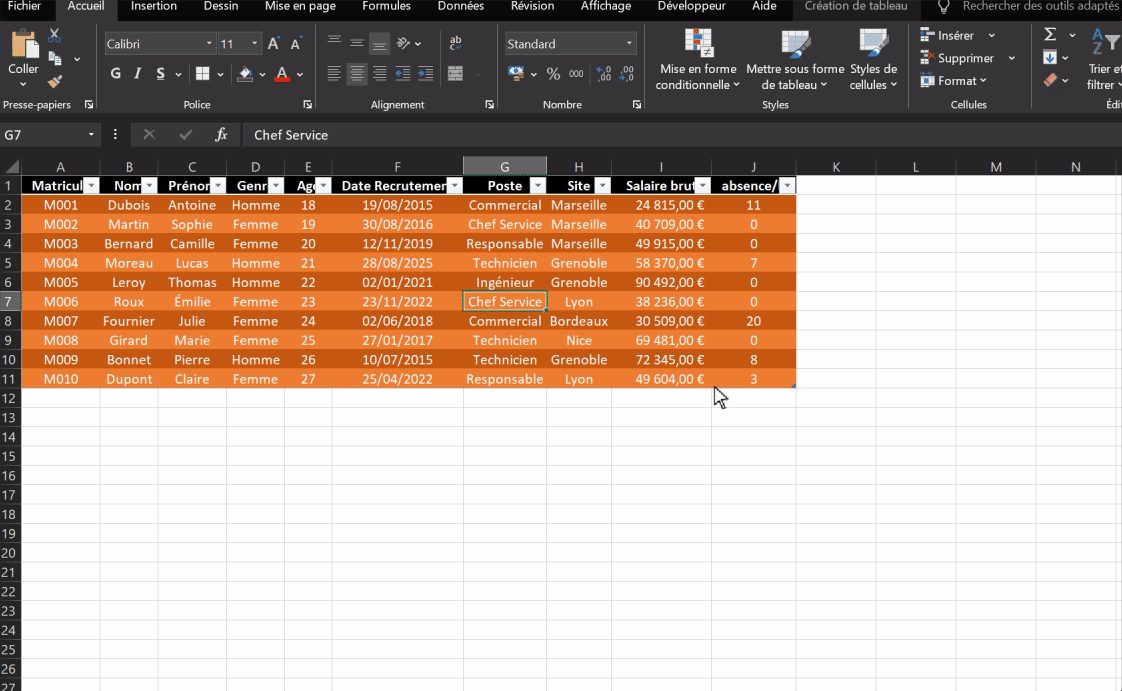 Fichier Accueil Insertion Dessin Mise en page Formules Données Révision Affichage Développeur Aide Création de tableau Rechercher des outils adaptés
Coller
Presse-papiers
Calibri 11
G I S
Police
ab
Alignement
Standard
% 000
Nombre
Mise en forme conditionnelle
Mettre sous forme de tableau
Styles de cellules
Styles
Insérer
Supprimer
Format
Cellules
Σ
Trier et
filtrer
Édi
G7 fx Chef Service
A B C D E F G H I J K L M N
1 Matricul Nom Prénor Genr Ag Date Recrutemer Poste Site Salaire brut absence/
2 M001 Dubois Antoine Homme 18 19/08/2015 Commercial Marseille 24 815,00 € 11
3 M002 Martin Sophie Femme 19 30/08/2016 Chef Service Marseille 40 709,00 € 0
4 M003 Bernard Camille Femme 20 12/11/2019 Responsable Marseille 49 915,00 € 0
5 M004 Moreau Lucas Homme 21 28/08/2025 Technicien Grenoble 58 370,00 € 7
6 M005 Leroy Thomas Homme 22 02/01/2021 Ingénieur Grenoble 90 492,00 € 0
7 M006 Roux Émilie Femme 23 23/11/2022 Chef Service Lyon 38 236,00 € 0
8 M007 Fournier Julie Femme 24 02/06/2018 Commercial Bordeaux 30 509,00 € 20
9 M008 Girard Marie Femme 25 27/01/2017 Technicien Nice 69 481,00 € 0
10 M009 Bonnet Pierre Homme 26 10/07/2015 Technicien Grenoble 72 345,00 € 8
11 M010 Dupont Claire Femme 27 25/04/2022 Responsable Lyon 49 604,00 € 3
12
13
14
15
16
17
18
19
20
21
22
23
24
25
26
27